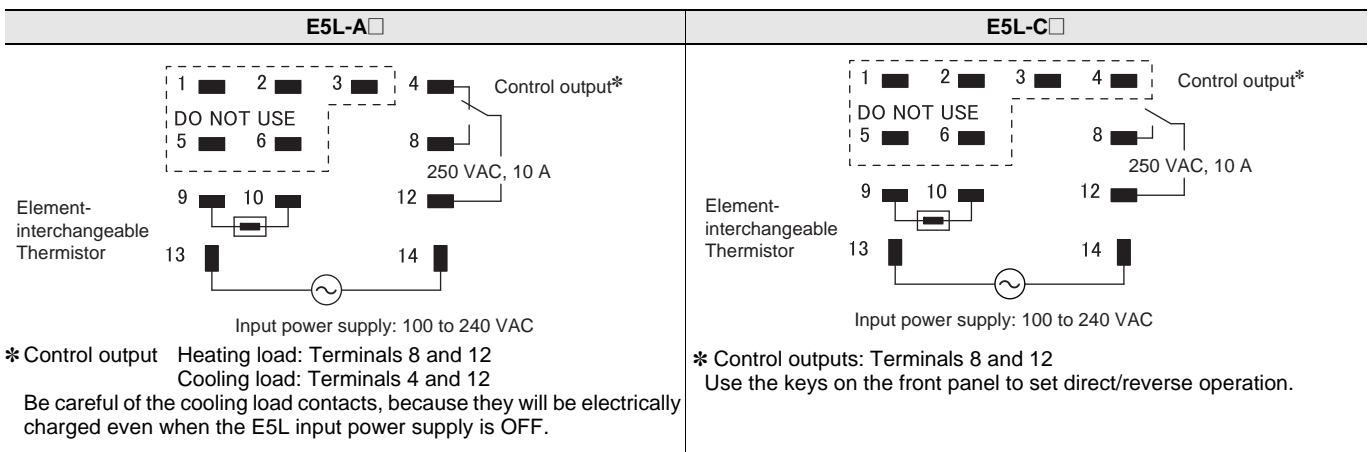 E5L-A□
1 2 3 4 Control output*
DO NOT USE
5 6 8
250 VAC, 10 A
9 10 12
Element-
interchangeable
Thermistor
13 14
Input power supply: 100 to 240 VAC
* Control output Heating load: Terminals 8 and 12
Cooling load: Terminals 4 and 12
Be careful of the cooling load contacts, because they will be electrically
charged even when the E5L input power supply is OFF.
E5L-C□
1 2 3 4 Control output*
DO NOT USE
5 6 8
250 VAC, 10 A
9 10 12
Element-
interchangeable
Thermistor
13 14
Input power supply: 100 to 240 VAC
* Control outputs: Terminals 8 and 12
Use the keys on the front panel to set direct/reverse operation.